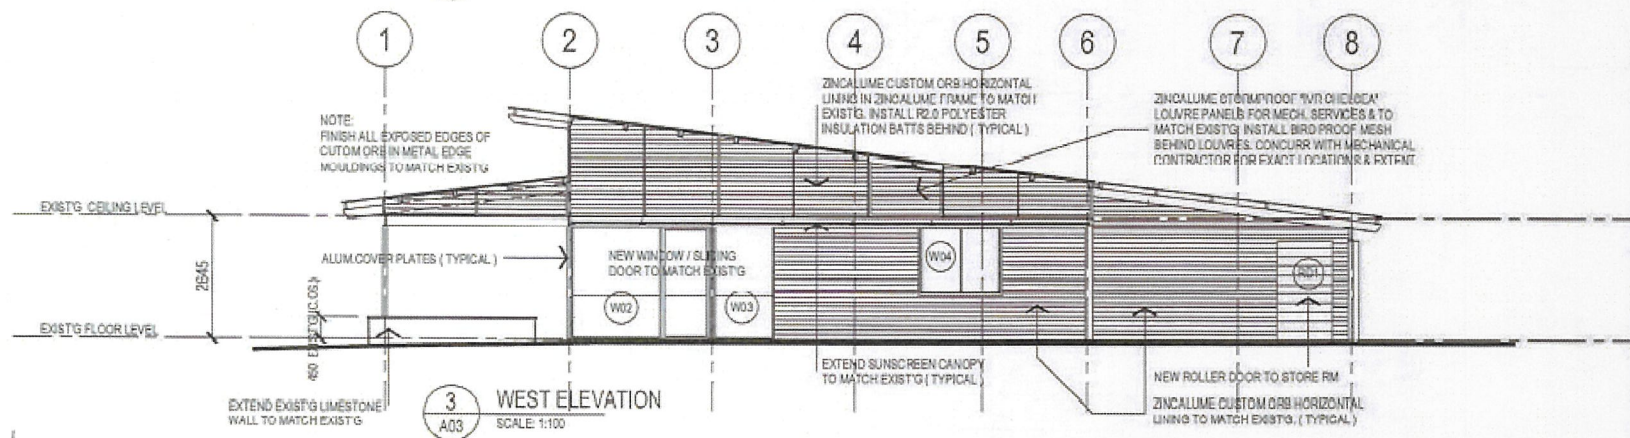 1 2 3 4 5 6 7 8
NOTE:
FINISH ALL EXPOSED EDGES OF
CUTOM ORB IN METAL EDGE
MOULDINGS TO MATCH EXIST'G
ZINCALUME CUSTOM ORB HORIZONTAL
LINING IN ZINCALUME FRAME TO MATCH
EXIST'G. INSTALL R2.0 POLYESTER
INSULATION BATTS BEHIND ( TYPICAL )
ZINCALUME STORMPROOF "IVR CHELSEA"
LOUVRE PANELS FOR MECH. SERVICES & TO
MATCH EXIST'G INSTALL BIRD PROOF MESH
BEHIND LOUVRES. CONCURR WITH MECHANICAL
CONTRACTOR FOR EXACT LOCATIONS & EXTENT
EXIST'G CEILING LEVEL
2645
ALUM.COVER PLATES ( TYPICAL )
NEW WINDOW / SLIDING
DOOR TO MATCH EXIST'G
W04
RD1
W02
W03
EXIST'G FLOOR LEVEL
450 EXIST'G (C.OS.)
EXTEND SUNSCREEN CANOPY
TO MATCH EXIST'G ( TYPICAL )
NEW ROLLER DOOR TO STORE RM
ZINCALUME CUSTOM ORB HORIZONTAL
LINING TO MATCH EXIST'G. ( TYPICAL )
EXTEND EXIST'G LIMESTONE
WALL TO MATCH EXIST'G
3
A03
WEST ELEVATION
SCALE: 1:100